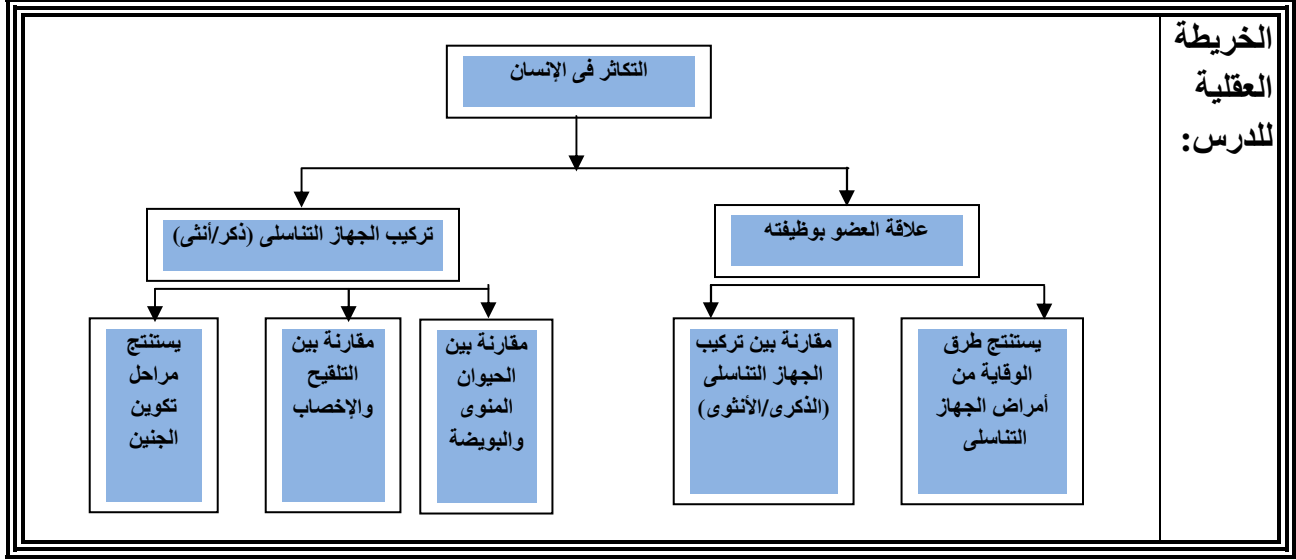 الخريطة
العقلية
للدرس:
التكاثر فى الإنسان
علاقة العضو بوظيفته
تركيب الجهاز التناسلى (ذكر/أنثى)
يستنتج طرق
الوقاية من
أمراض الجهاز
التناسلى
مقارنة بين تركيب
الجهاز التناسلى
(الذكرى/الأنثوى)
مقارنة بين
الحيوان
المنوى
والبويضة
مقارنة بين
التلقيح
والإخصاب
يستنتج
مراحل
تكوين
الجنين